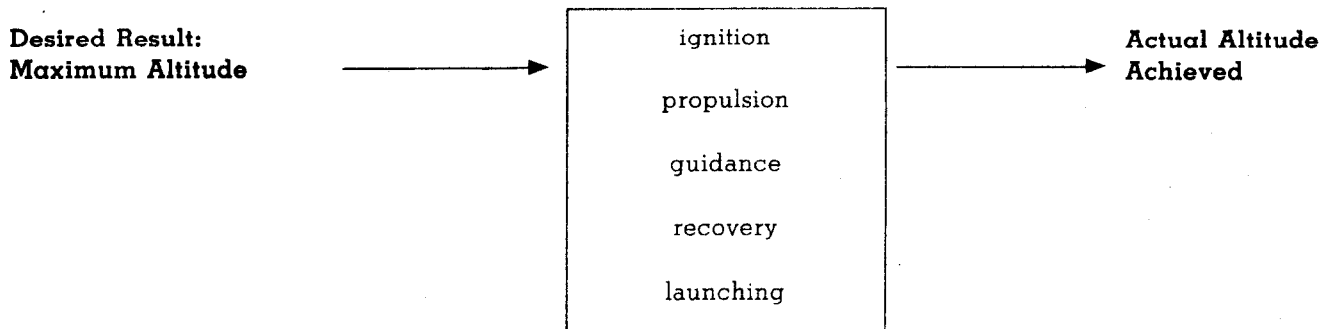 Desired Result:
Maximum Altitude
ignition
propulsion
guidance
recovery
launching
Actual Altitude
Achieved